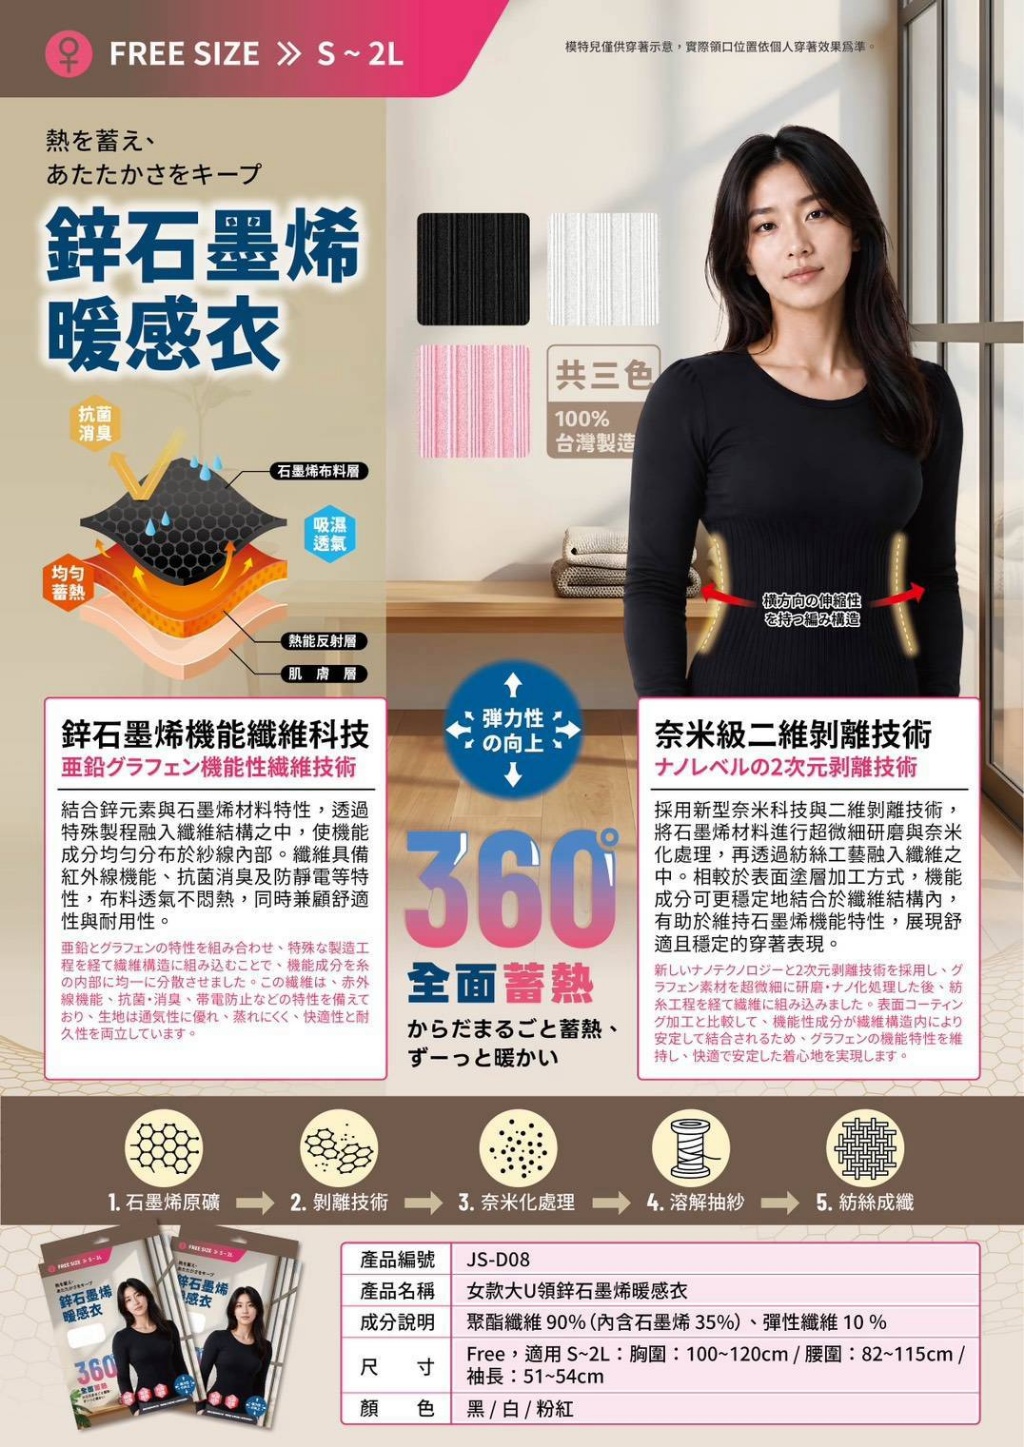 FREE SIZE >> S ~ 2L
模特兒僅供穿著示意，實際領口位置依個人穿著效果為準。
熱を蓄え、
あたたかさをキープ
鋅石墨烯
暖感衣
共三色
100%
台灣製造
抗菌
消臭
石墨烯布料層
吸濕
透氣
均勻
蓄熱
熱能反射層
肌膚層
横方向の伸縮性
を持つ編み構造
弾力性
の向上
鋅石墨烯機能纖維科技
亜鉛グラフェン機能性繊維技術
結合鋅元素與石墨烯材料特性，透過
特殊製程融入纖維結構之中，使機能
成分均勻分布於紗線內部。纖維具備
紅外線機能、抗菌消臭及防靜電等特
性，布料透氣不悶熱，同時兼顧舒適
性與耐用性。
亜鉛とグラフェンの特性を組み合わせ、特殊な製造工
程を経て繊維構造に組み込むことで、機能成分を糸
の内部に均一に分散させました。この繊維は、赤外
線機能、抗菌・消臭、帯電防止などの特性を備えて
おり、生地は通気性に優れ、蒸れにくく、快適性と耐
久性を両立しています。
360°
全面蓄熱
からだまるごと蓄熱、
ずーっと暖かい
奈米級二維剝離技術
ナノレベルの2次元剥離技術
採用新型奈米科技與二維剝離技術，
將石墨烯材料進行超微細研磨與奈米
化處理，再透過紡絲工藝融入纖維之
中。相較於表面塗層加工方式，機能
成分可更穩定地結合於纖維結構內，
有助於維持石墨烯機能特性，展現舒
適且穩定的穿著表現。
新しいナノテクノロジーと2次元剥離技術を採用し、グ
ラフェン素材を超微細に研磨・ナノ化処理した後、紡
糸工程を経て繊維に組み込みました。表面コーティン
グ加工と比較して、機能性成分が繊維構造内により
安定して結合されるため、グラフェンの機能特性を維
持し、快適で安定した着心地を実現します。
1. 石墨烯原礦
2. 剝離技術
3. 奈米化處理
4. 溶解抽紗
5. 紡絲成纖
FREE SIZE >> S ~ 2L
鋅石墨烯
暖感衣
360
全面蓄熱
FREE SIZE >> S ~ 2L
鋅石墨烯
暖感衣
產品編號 JS-D08
產品名稱 女款大U領鋅石墨烯暖感衣
成分說明 聚酯纖維 90% (內含石墨烯 35%)、彈性纖維 10 %
尺寸 Free，適用 S~2L：胸圍：100~120cm / 腰圍：82~115cm /
袖長：51~54cm
顏色 黑 / 白 / 粉紅